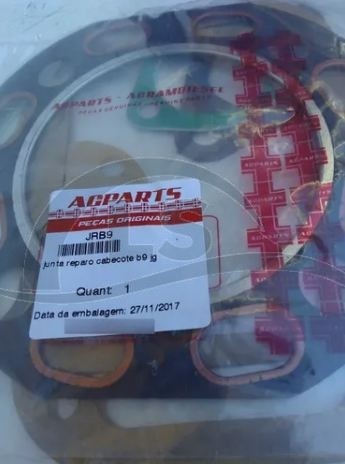 AGPARTS - AGRAMDIESEL
AGPARTS
PEÇAS ORIGINAIS
JRB9
junta reparo cabecote b9 jg
Quant: 1
Data da embalagem: 27/11/2017
AGPARTS